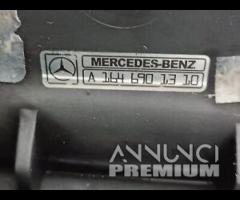 MERCEDES-BENZ
A 164 690 13 10
ANNUNCI
PREMIUM